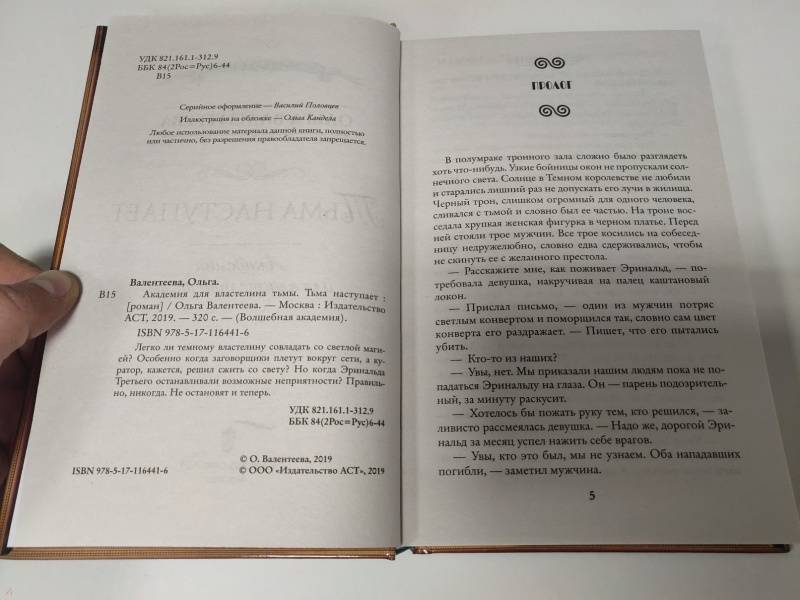 УДК 821.161.1-312.9
ББК 84(2Рос=Рус)6-44
В15
Серийное оформление — Василий Половцев
Иллюстрация на обложке — Ольга Кандела
Любое использование материала данной книги, полностью
или частично, без разрешения правообладателя запрещается.
ТЬМА НАСТУПАЕТ
Валентеева, Ольга.
В15 Академия для властелина тьмы. Тьма наступает :
[роман] / Ольга Валентеева. — Москва : Издательство
АСТ, 2019. — 320 с. — (Волшебная академия).
ISBN 978-5-17-116441-6
Легко ли темному властелину совладать со светлой маги-
ей? Особенно когда заговорщики плетут вокруг сети, а ку-
ратор, кажется, решил сжить со свету? Но когда Эринальда
Третьего останавливали возможные неприятности? Правиль-
но, никогда. Не остановят и теперь.
УДК 821.161.1-312.9
ББК 84(2Рос=Рус)6-44
© О. Валентеева, 2019
ISBN 978-5-17-116441-6 © ООО «Издательство АСТ», 2019
ПРОЛОГ
В полумраке тронного зала сложно было разглядеть
хоть что-нибудь. Узкие бойницы окон не пропускали сол-
нечного света. Солнце в Темном королевстве не любили
и старались лишний раз не допускать его лучи в жилища.
Черный трон, слишком огромный для одного человека,
сливался с тьмой и словно был ее частью. На троне вос-
седала хрупкая женская фигурка в черном платье. Перед
ней стояли трое мужчин. Все трое косились на собесед-
ницу недружелюбно, словно едва сдерживались, чтобы
не скинуть ее с желанного престола.
— Расскажите мне, как поживает Эринальд, — по-
требовала девушка, накручивая на палец каштановый
локон.
— Прислал письмо, — один из мужчин потряс
светлым конвертом и поморщился так, словно сам цвет
конверта его раздражает. — Пишет, что его пытались
убить.
— Кто-то из наших?
— Увы, нет. Мы приказали нашим людям пока не по-
падаться Эринальду на глаза. Он — парень подозритель-
ный, за минуту раскусит.
— Хотелось бы пожать руку тем, кто решился, — за-
ливисто рассмеялась девушка. — Надо же, дорогой Эри-
нальд за месяц успел нажить себе врагов.
— Увы, кто это был, мы не узнаем. Оба нападавших
погибли, — заметил мужчина.
5